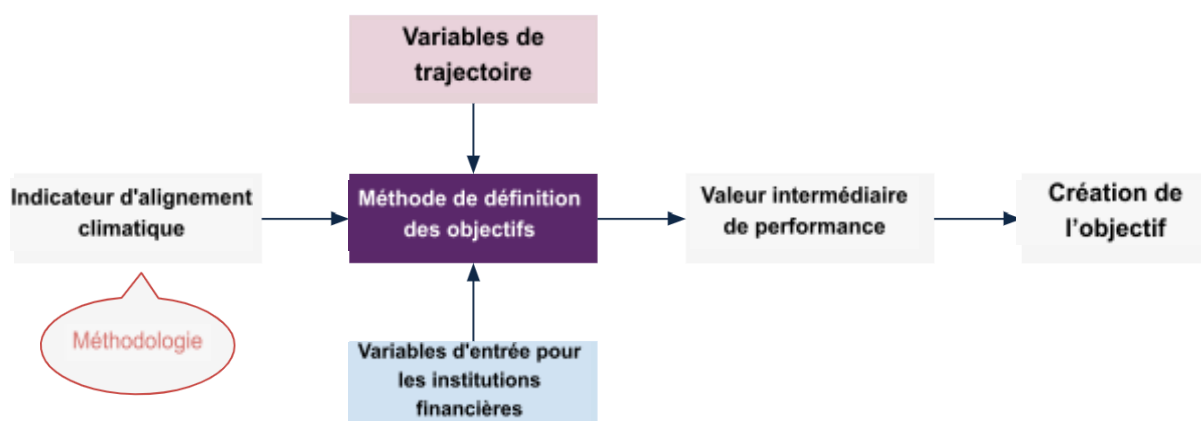 Variables de
trajectoire
Indicateur d'alignement
climatique
Méthode de définition
des objectifs
Valeur intermédiaire
de performance
Création de
l’objectif
Méthodologie
Variables d'entrée pour
les institutions
financières